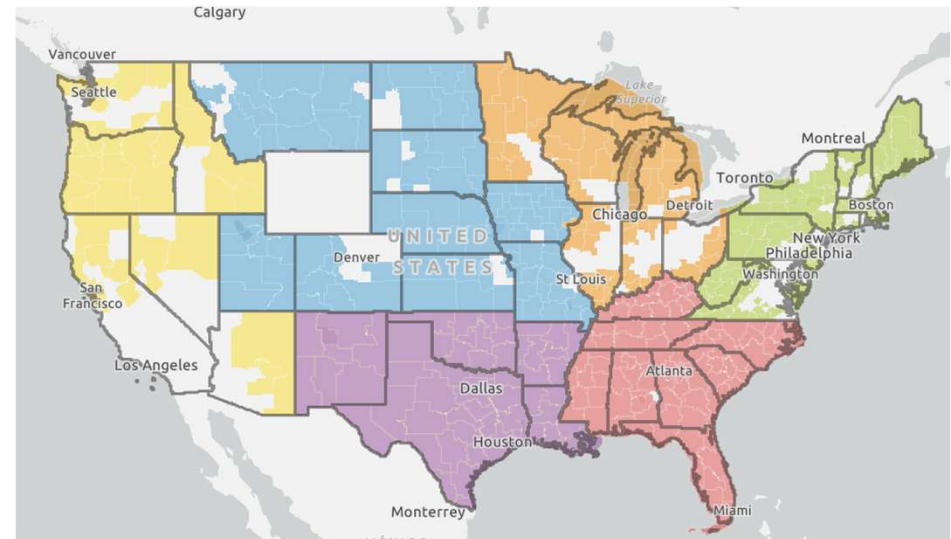 Calgary
Vancouver
Seattle
Lake
Superior
Montreal
Toronto
Boston
Detroit
Chicago
New York
Philadelphia
Washington
UNITED
STATES
Denver
St Louis
San
Francisco
Los Angeles
Atlanta
Dallas
Houston
Monterrey
Miami